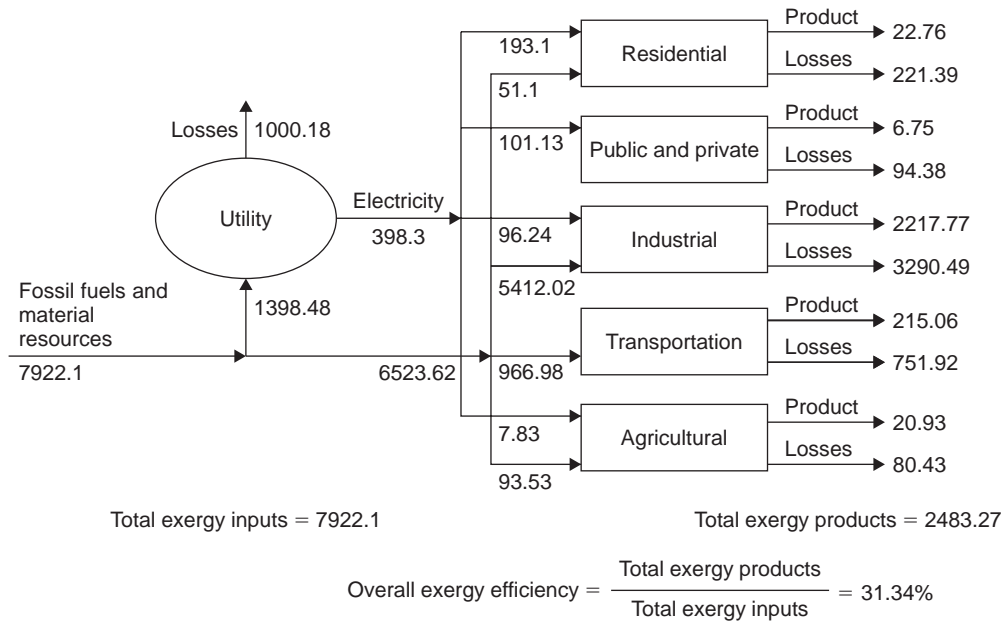 Product
22.76
193.1
Residential
Losses
221.39
51.1
Losses
1000.18
Product
6.75
101.13
Public and private
Losses
94.38
Utility
Electricity
398.3
Product
2217.77
96.24
Industrial
Losses
3290.49
5412.02
Fossil fuels and
material
resources
7922.1
1398.48
6523.62
Product
215.06
966.98
Transportation
Losses
751.92
Product
20.93
7.83
Agricultural
Losses
80.43
93.53
Total exergy inputs = 7922.1
Total exergy products = 2483.27
Overall exergy efficiency = Total exergy products / Total exergy inputs = 31.34%